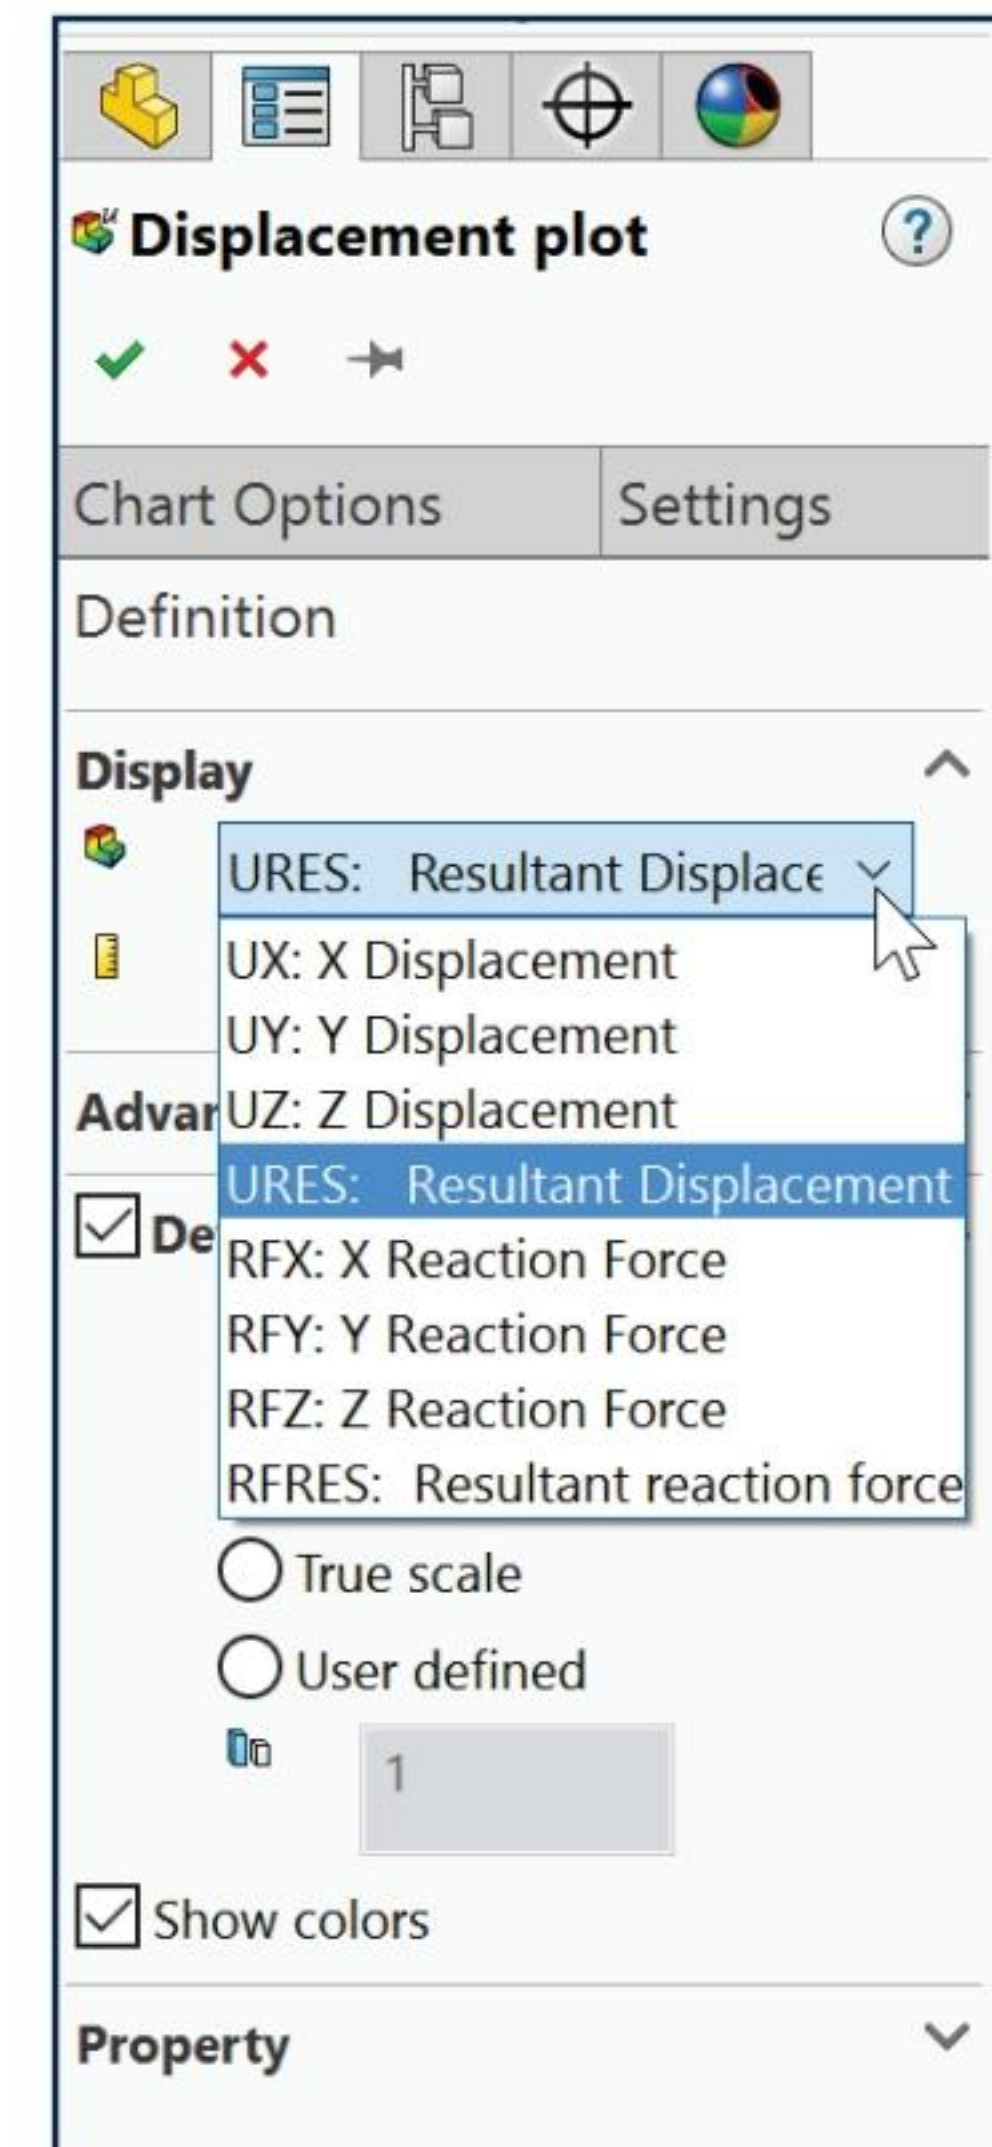 Displacement plot
?
Chart Options Settings
Definition
Display
URES: Resultant Displace
UX: X Displacement
UY: Y Displacement
UZ: Z Displacement
Advan
URES: Resultant Displacement
De
RFX: X Reaction Force
RFY: Y Reaction Force
RFZ: Z Reaction Force
RFRES: Resultant reaction force
True scale
User defined
1
Show colors
Property